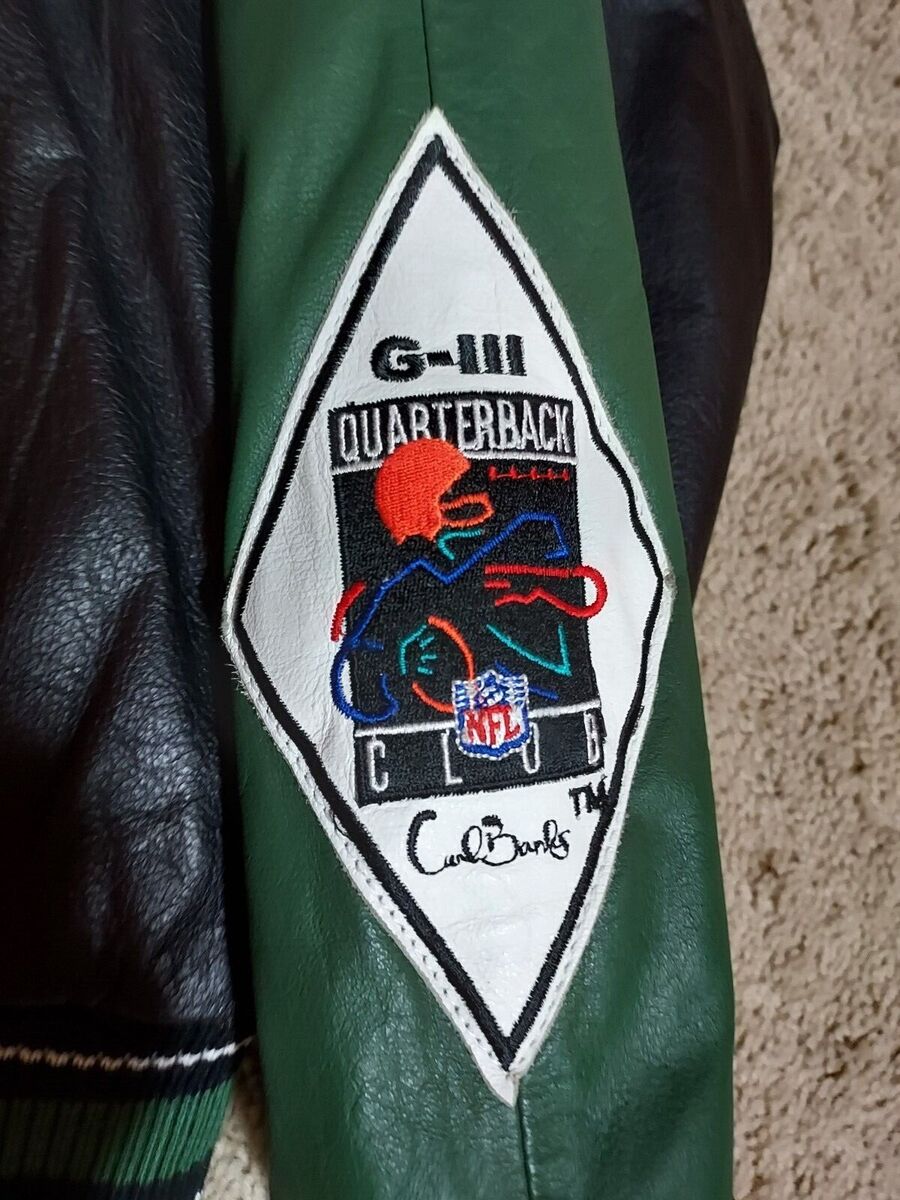 G-III
QUARTERBACK
NFL
CLUB
TM
Carl Banks